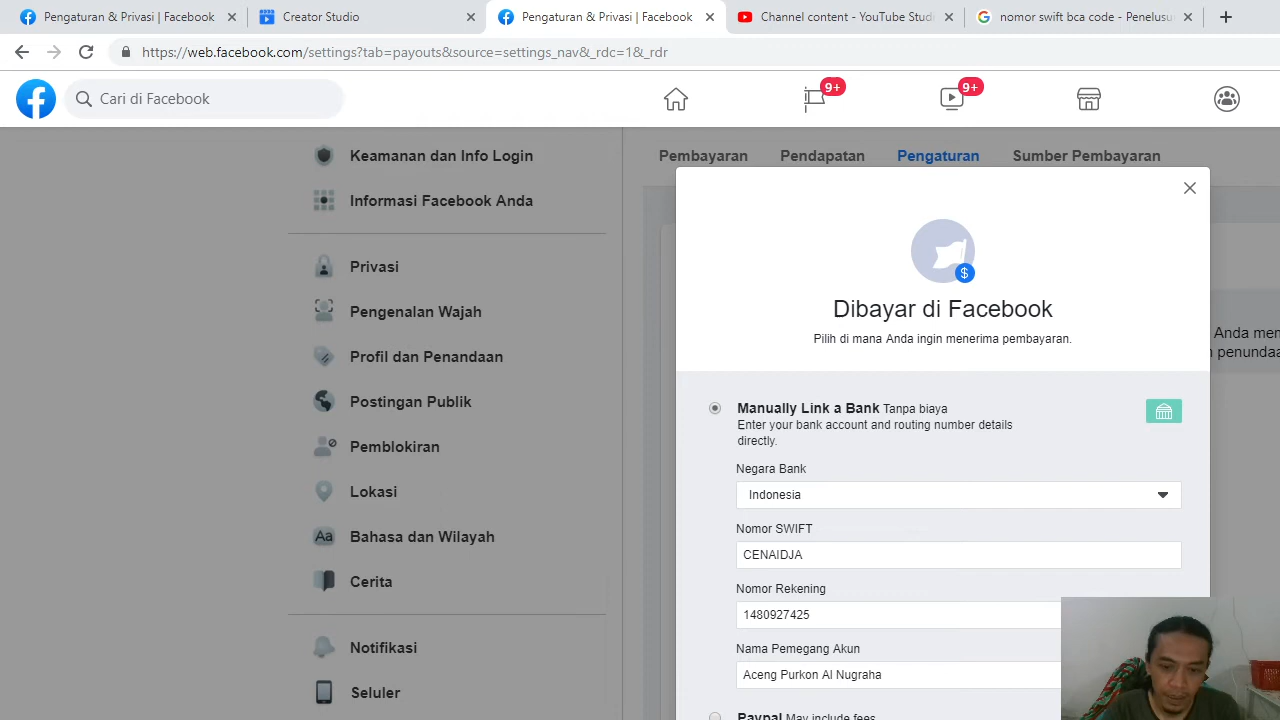 Pengaturan & Privasi | Facebook
Creator Studio
Pengaturan & Privasi | Facebook
Channel content - YouTube Stud
nomor swift bca code - Penelusu
https://web.facebook.com/settings?tab=payouts&source=settings_nav&_rdc=1&_rdr
Cari di Facebook
9+
9+
Keamanan dan Info Login
Informasi Facebook Anda
Privasi
Pengenalan Wajah
Profil dan Penandaan
Postingan Publik
Pemblokiran
Lokasi
Aa
Bahasa dan Wilayah
Cerita
Notifikasi
Seluler
Pembayaran
Pendapatan
Pengaturan
Sumber Pembayaran
$
Dibayar di Facebook
Pilih di mana Anda ingin menerima pembayaran.
Anda men
penundaa
Manually Link a Bank Tanpa biaya
Enter your bank account and routing number details
directly.
Negara Bank
Indonesia
Nomor SWIFT
CENAIDJA
Nomor Rekening
1480927425
Nama Pemegang Akun
Aceng Purkon Al Nugraha
Paypal May include fees